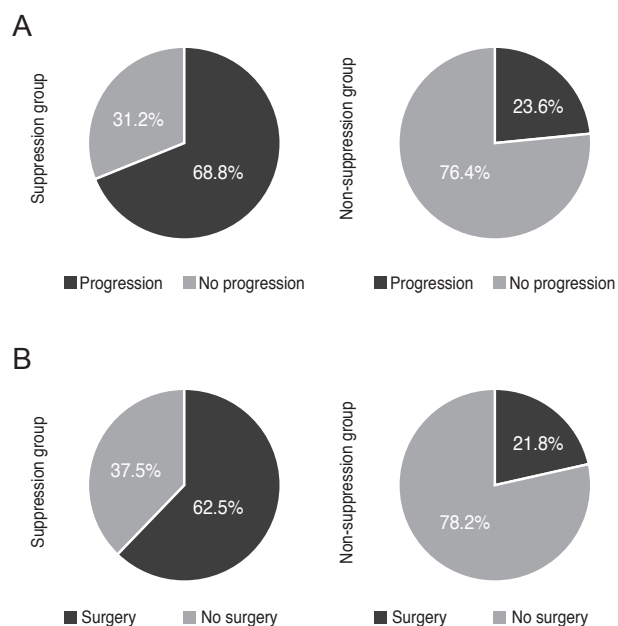 A
Suppression group
31.2%
68.8%
Non-suppression group
23.6%
76.4%
Progression No progression
Progression No progression
B
Suppression group
37.5%
62.5%
Non-suppression group
21.8%
78.2%
Surgery No surgery
Surgery No surgery